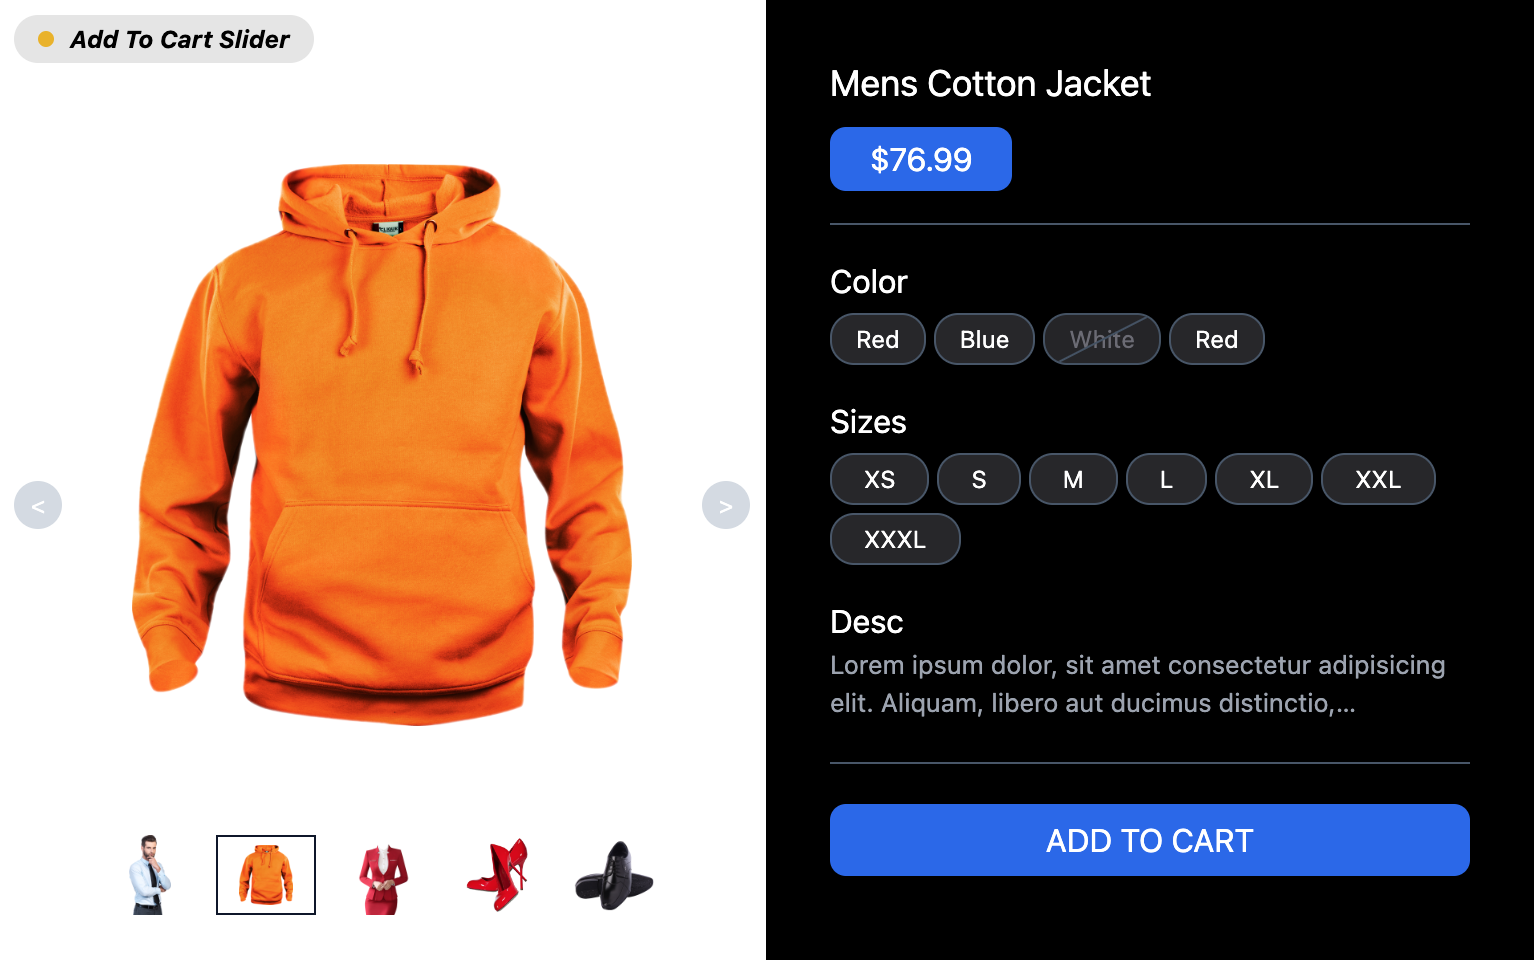 Add To Cart Slider
<
>
Mens Cotton Jacket
$76.99
Color
Red Blue White Red
Sizes
XS S M L XL XXL
XXXL
Desc
Lorem ipsum dolor, sit amet consectetur adipisicing
elit. Aliquam, libero aut ducimus distinctio,...
ADD TO CART